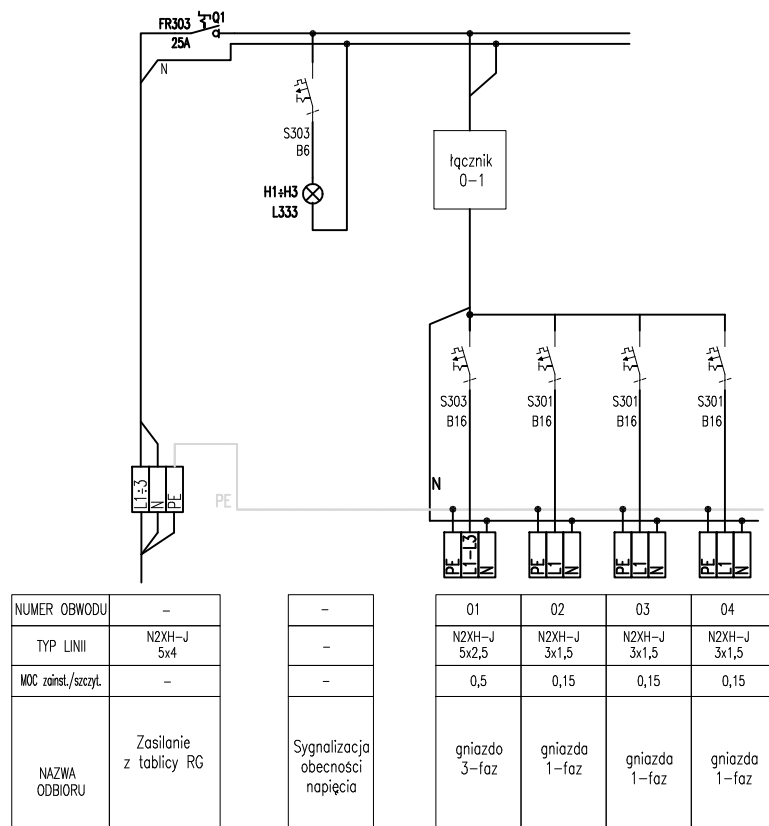 FR303 Q1
25A
N
S303
B6
H1÷H3
L333
łącznik
0-1
S303
B16
S301
B16
S301
B16
S301
B16
N
PE
L1÷3
N
PE
PE
L1-L3
N
PE
L1
N
PE
L1
N
PE
L1
N
NUMER OBWODU - - 01 02 03 04
TYP LINII N2XH-J 5x4 - N2XH-J 5x2,5 N2XH-J 3x1,5 N2XH-J 3x1,5 N2XH-J 3x1,5
MOC zainst./szczyt. - - 0,5 0,15 0,15 0,15
NAZWA
ODBIORU
Zasilanie
z tablicy RG
Sygnalizacja
obecności
napięcia
gniazdo
3-faz
gniazda
1-faz
gniazda
1-faz
gniazda
1-faz